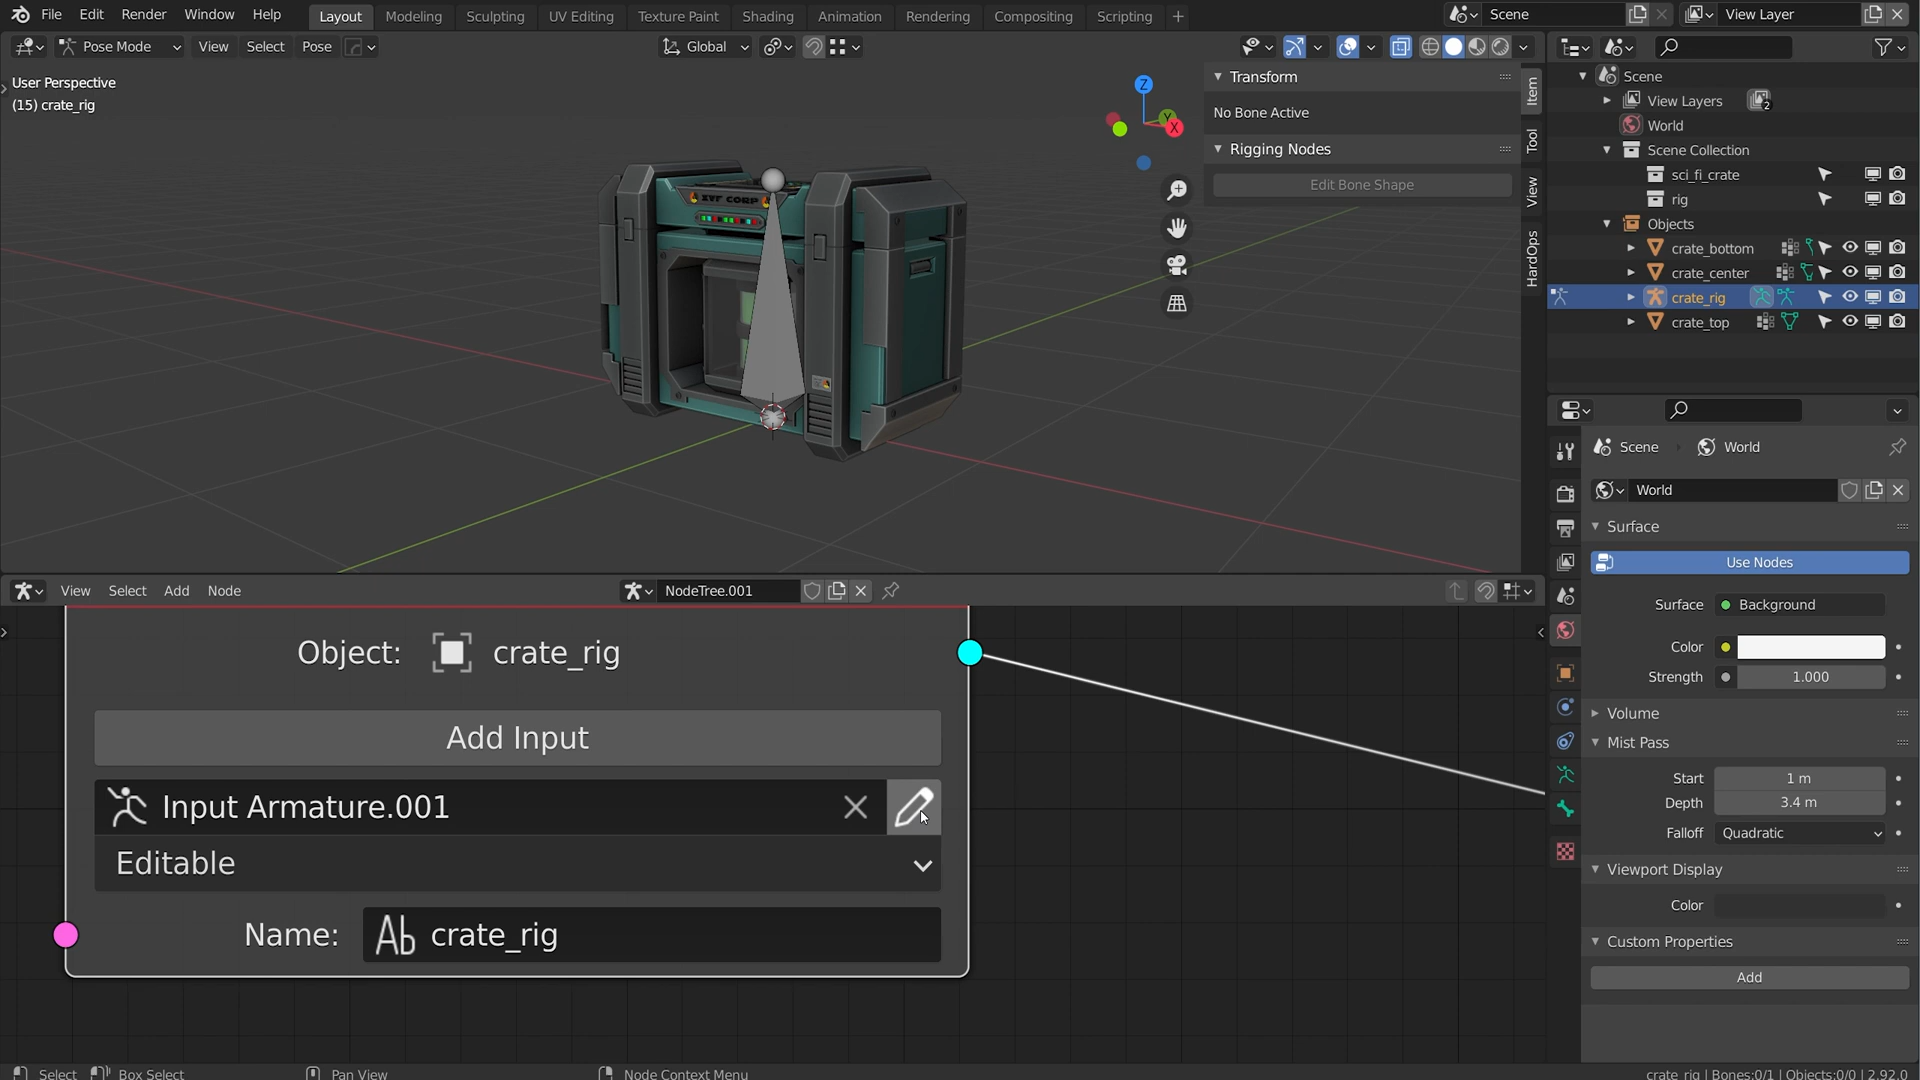 File Edit Render Window Help Layout Modeling Sculpting UV Editing Texture Paint Shading Animation Rendering Compositing Scripting + Scene View Layer
Pose Mode View Select Pose Global
User Perspective
(15) crate_rig
Z
Y
X
XVF CORP
Transform
No Bone Active
Rigging Nodes
Edit Bone Shape
Item
Tool
View
HardOps
Scene
View Layers 2
World
Scene Collection
sci_fi_crate
rig
Objects
crate_bottom
crate_center
crate_rig
crate_top
Scene World
World
Surface
Use Nodes
Surface Background
Color
Strength 1.000
Volume
Mist Pass
Start 1 m
Depth 3.4 m
Falloff Quadratic
Viewport Display
Color
Custom Properties
Add
View Select Add Node NodeTree.001
Object: crate_rig
Add Input
Input Armature.001
Editable
Name: Ab crate_rig
Select Box Select Pan View Node Context Menu crate_rig | Bones:0/1 | Objects:0/0 | 2.92.0